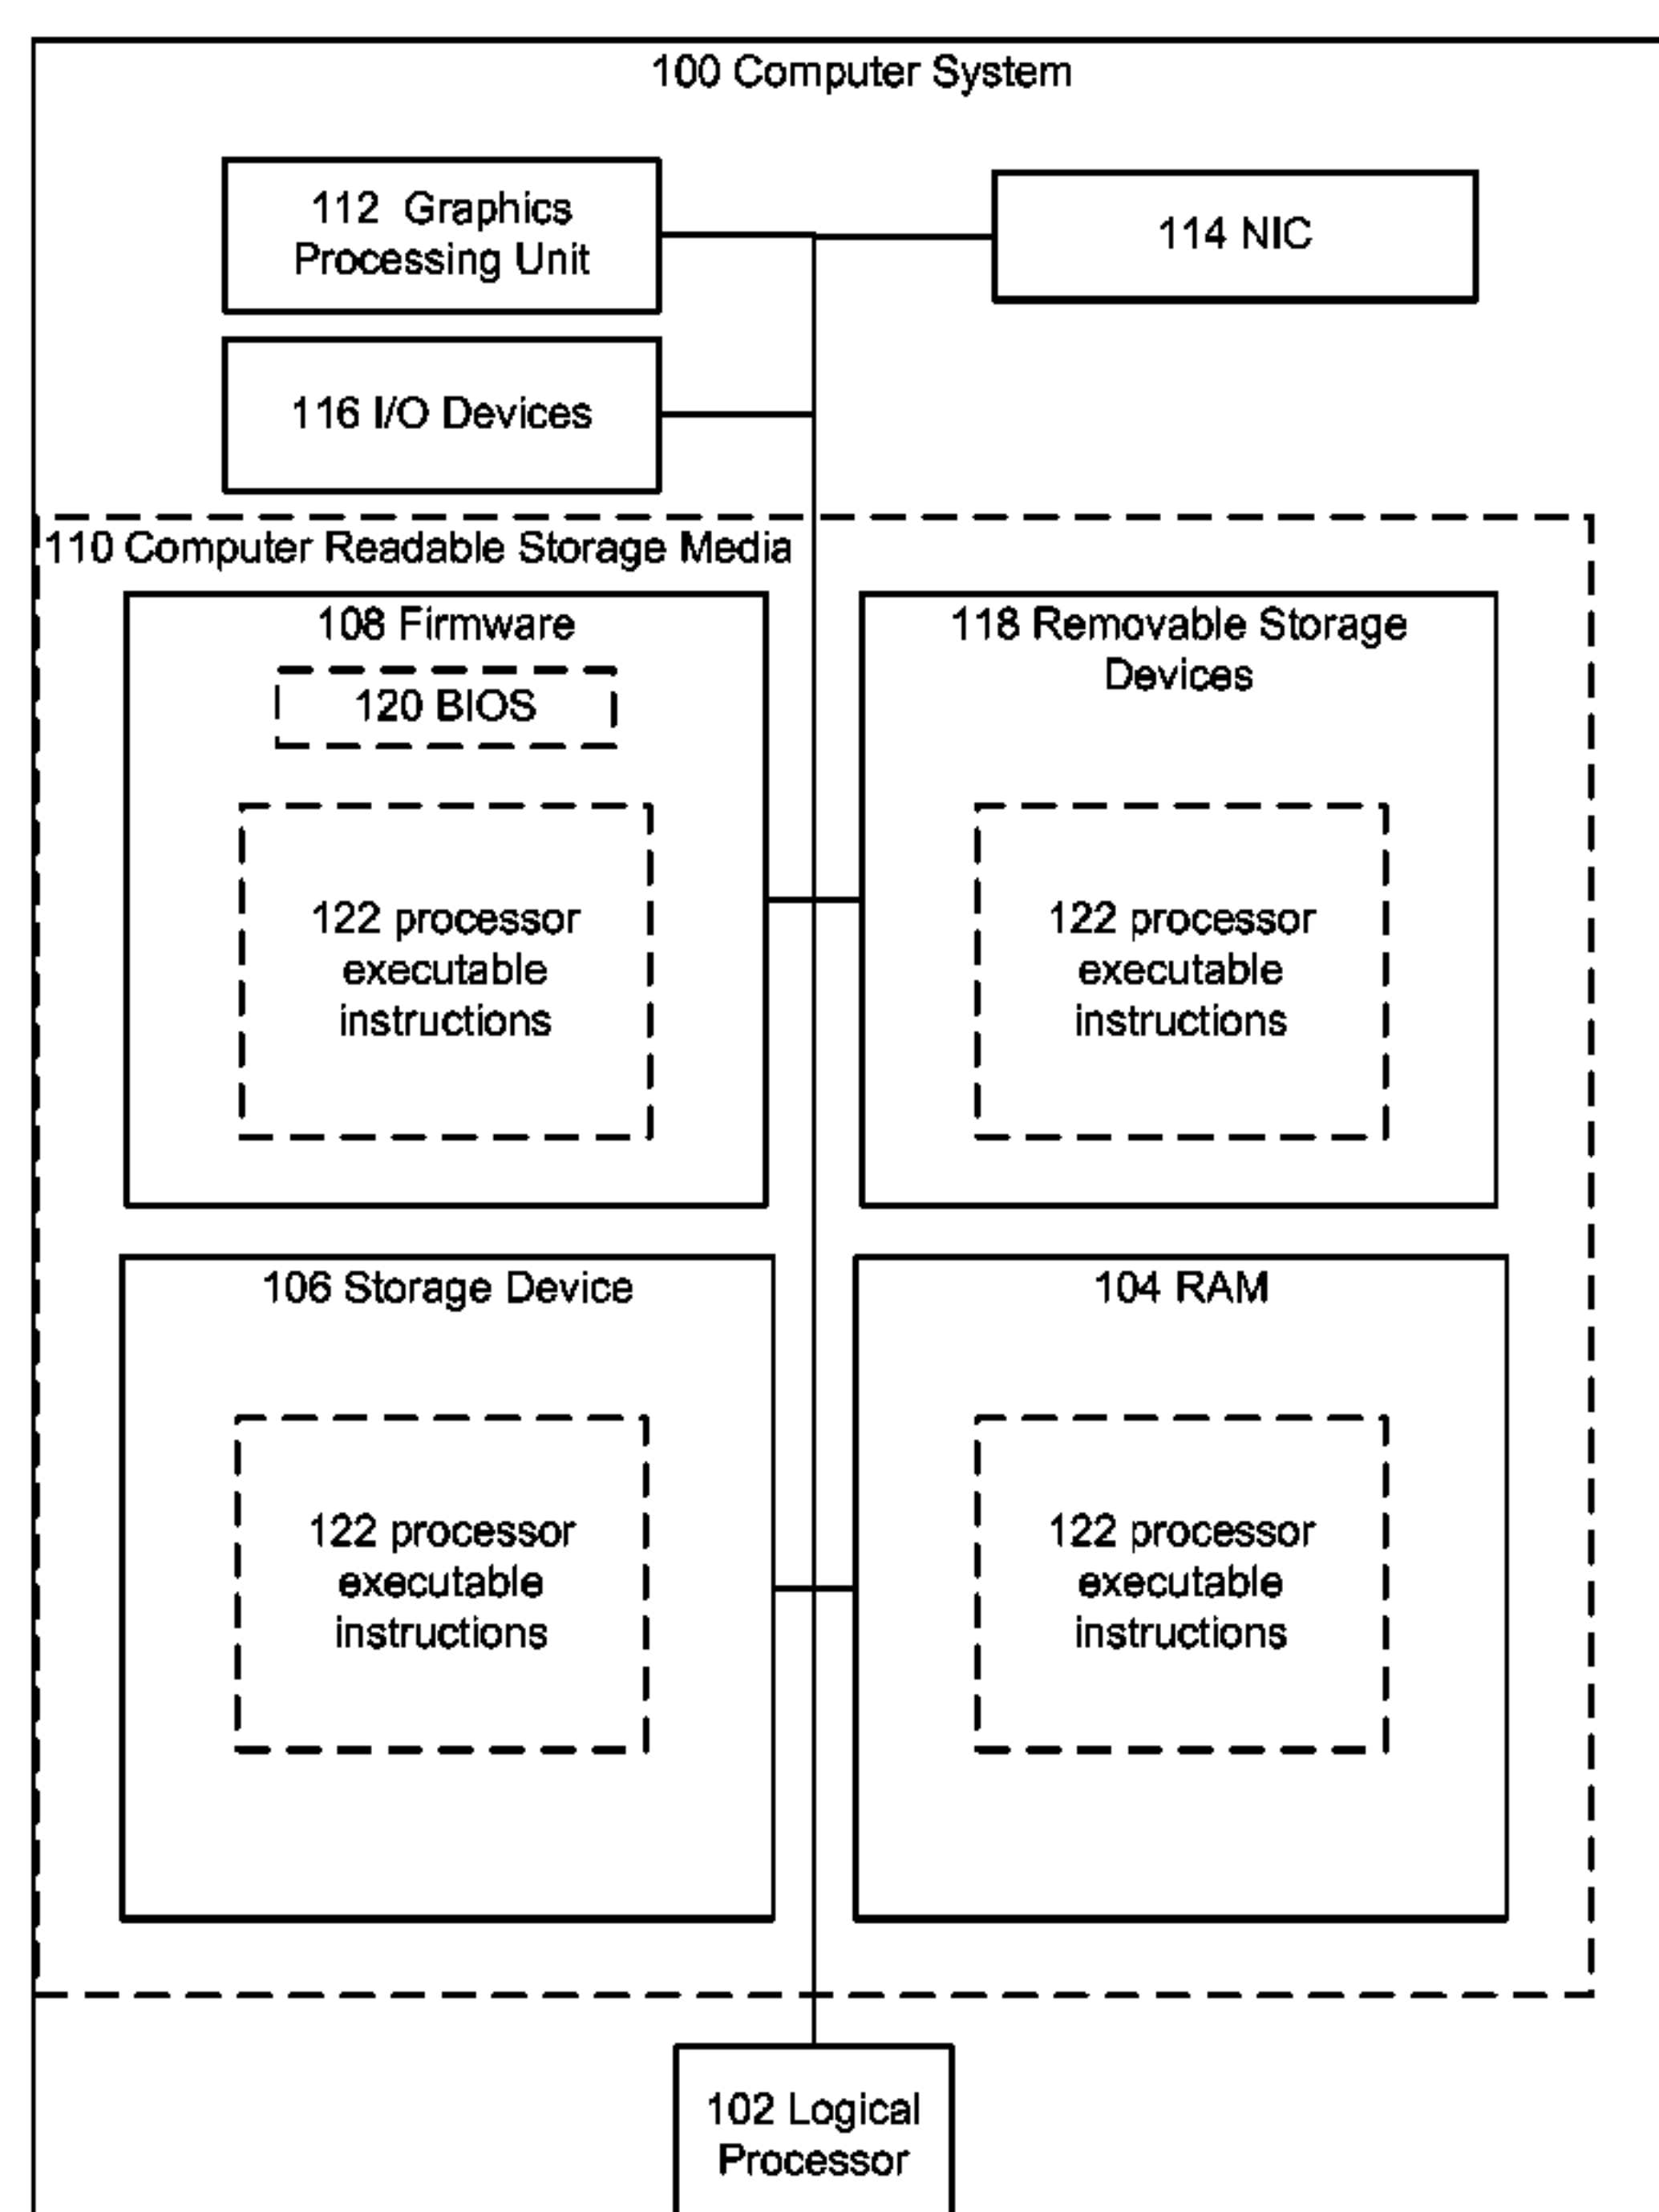 100 Computer System
112 Graphics
Processing Unit
114 NIC
116 I/O Devices
110 Computer Readable Storage Media
108 Firmware
120 BIOS
122 processor
executable
instructions
118 Removable Storage
Devices
122 processor
executable
instructions
106 Storage Device
122 processor
executable
instructions
104 RAM
122 processor
executable
instructions
102 Logical
Processor